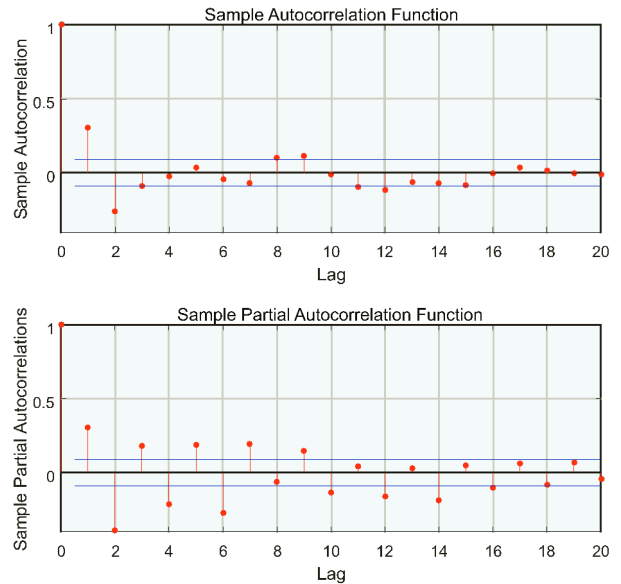 Sample Autocorrelation Function
Sample Autocorrelation
1
0.5
0
0 2 4 6 8 10 12 14 16 18 20
Lag
Sample Partial Autocorrelation Function
Sample Partial Autocorrelations
1
0.5
0
0 2 4 6 8 10 12 14 16 18 20
Lag